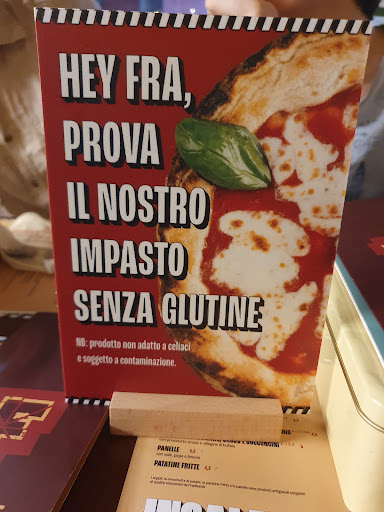 HEY FRA,
PROVA
IL NOSTRO
IMPASTO
SENZA GLUTINE
NB: prodotto non adatto a celiaci
e soggetto a contaminazione.
PANELLE
PATATINE FRITTE